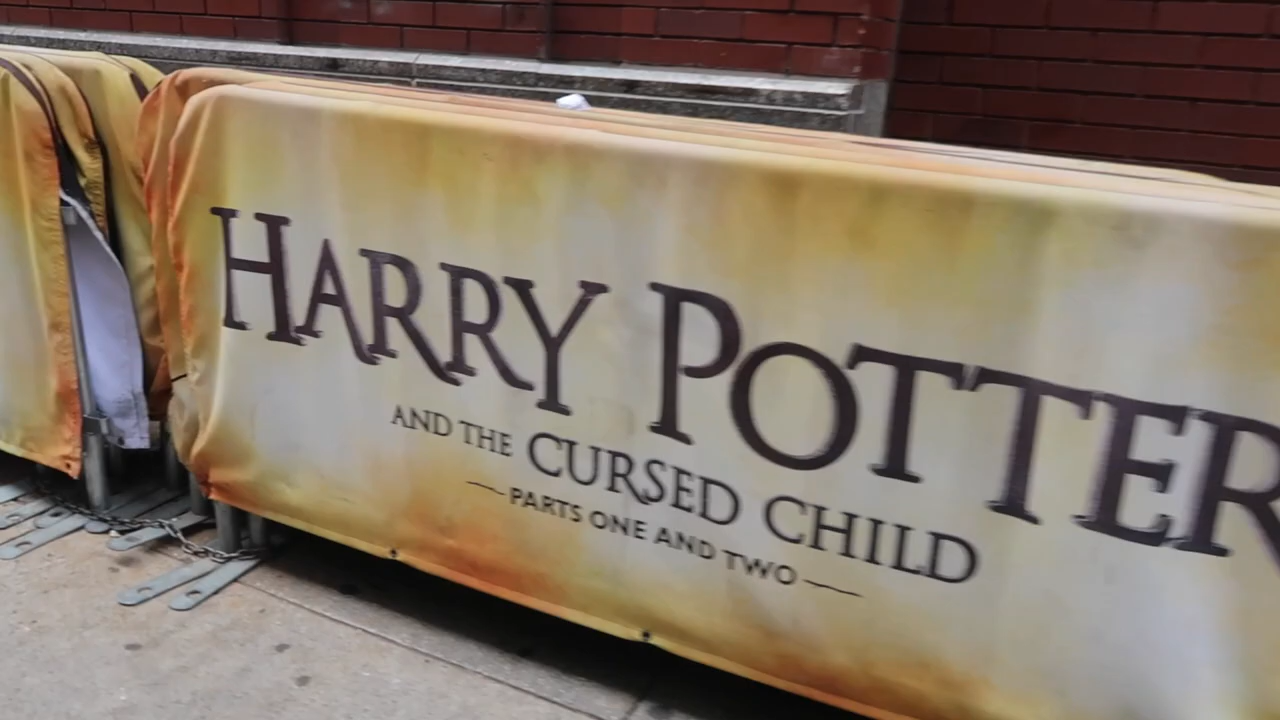 HARRY POTTER
AND THE CURSED CHILD
PARTS ONE AND TWO